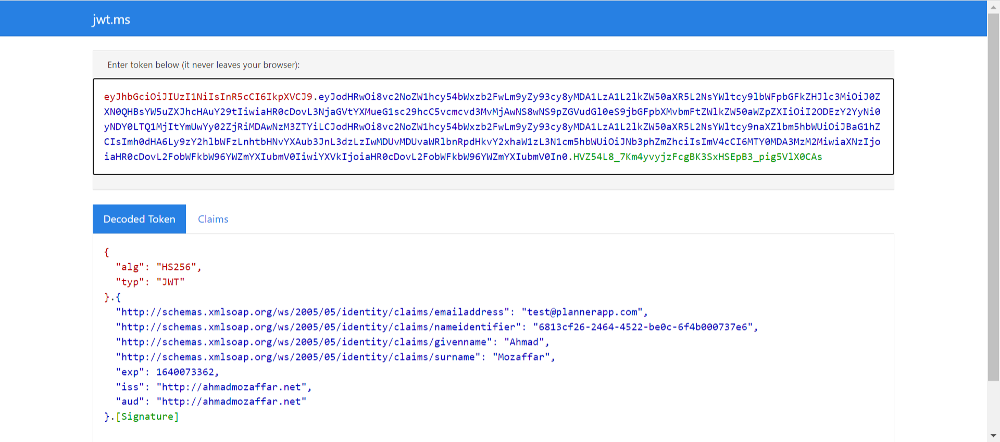 jwt.ms
Enter token below (it never leaves your browser):
eyJhbGciOiJIUzI1NiIsInR5cCI6IkpXVCJ9.eyJodHRwOi8vc2NoZW1hcy54bWxzb2FwLm9yZy93cy8yMDA1LzA1L2lkZW50aXR5L2NsYWltcy9lbWFpbGFkZHJlc3MiOiJ0Z
XN0QHBsYW5uZXJhcHAuY29tIiwiaHR0cDovL3NjaGVtYXMueG1sc29hcC5vcmcvd3MvMjAwNS8wNS9pZGVudGl0eS9jbGFpbXMvbmFtZWlkZW50aWZpZXIiOiI2ODEzY2YyNi0
yNDY0LTQ1MjItYmUwYy02ZjRiMDAwNzM3ZTYiLCJodHRwOi8vc2NoZW1hcy54bWxzb2FwLm9yZy93cy8yMDA1LzA1L2lkZW50aXR5L2NsYWltcy9naXZlbm5hbWUiOiJBaG1hZ
CIsImh0dHA6Ly9zY2hlbWFzLnhtbHNvYXAub3JnL3dzLzIwMDUvMDUvaWRlbnRpdHkvY2xhaW1zL3N1cm5hbWUiOiJNb3phZmZhciIsImV4cCI6MTY0MDA3MzM2MiwiaXNzIjo
iaHR0cDovL2FobWFkbW96YWZmYXIubmV0IiwiYXVkIjoiaHR0cDovL2FobWFkbW96YWZmYXIubmV0In0.HVZ54L8_7Km4yvyjzFcgBK3SxHSEpB3_pig5VlX0CAs
Decoded Token Claims
{
"alg": "HS256",
"typ": "JWT"
}.{
"http://schemas.xmlsoap.org/ws/2005/05/identity/claims/emailaddress": "test@plannerapp.com",
"http://schemas.xmlsoap.org/ws/2005/05/identity/claims/nameidentifier": "6813cf26-2464-4522-be0c-6f4b000737e6",
"http://schemas.xmlsoap.org/ws/2005/05/identity/claims/givenname": "Ahmad",
"http://schemas.xmlsoap.org/ws/2005/05/identity/claims/surname": "Mozaffar",
"exp": 1640073362,
"iss": "http://ahmadmozaffar.net",
"aud": "http://ahmadmozaffar.net"
}.[Signature]